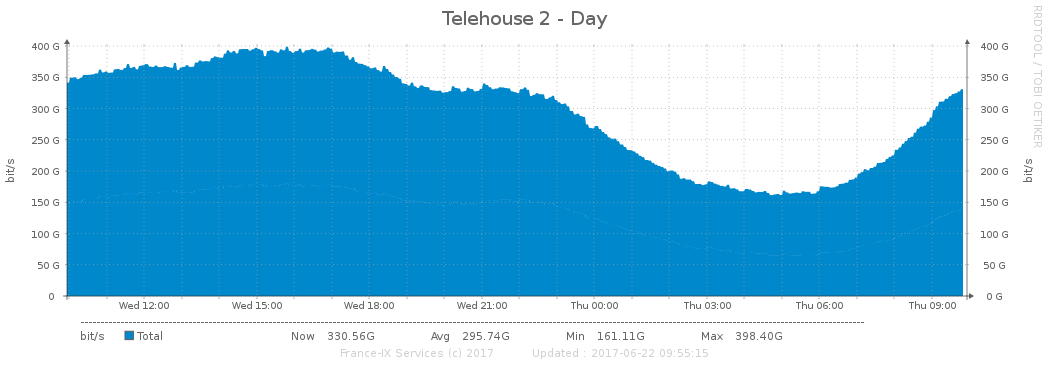 Telehouse 2 - Day
RRDTOOL / TOBI OETIKER
400 G 400 G
350 G 350 G
300 G 300 G
250 G 250 G
200 G 200 G
150 G 150 G
100 G 100 G
50 G 50 G
0 0 G
bit/s bit/s
Wed 12:00 Wed 15:00 Wed 18:00 Wed 21:00 Thu 00:00 Thu 03:00 Thu 06:00 Thu 09:00
bit/s Total Now 330.56G Avg 295.74G Min 161.11G Max 398.40G
France-IX Services (c) 2017 Updated : 2017-06-22 09:55:15